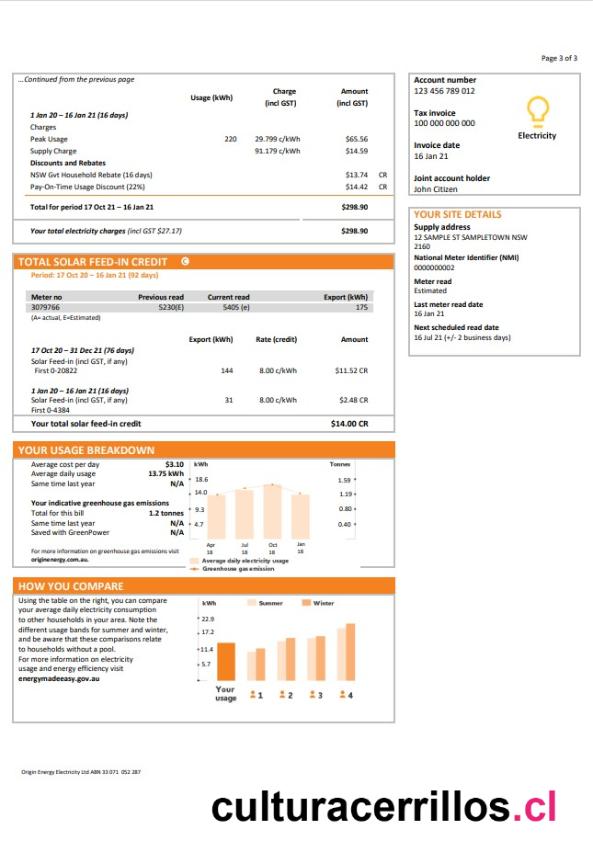 Page 3 of 3
...Continued from the previous page
Usage (kWh) Charge (incl GST) Amount (incl GST)
1 Jan 20 – 16 Jan 21 (16 days)
Charges
Peak Usage 220 29.799 c/kWh $65.56
Supply Charge 91.179 c/kWh $14.59
Discounts and Rebates
NSW Gvt Household Rebate (16 days) $13.74 CR
Pay-On-Time Usage Discount (22%) $14.42 CR
Total for period 17 Oct 21 – 16 Jan 21 $298.90
Your total electricity charges (incl GST $27.17) $298.90
Account number
123 456 789 012
Tax invoice
100 000 000 000
Electricity
Invoice date
16 Jan 21
Joint account holder
John Citizen
YOUR SITE DETAILS
Supply address
12 SAMPLE ST SAMPLETOWN NSW
2160
National Meter Identifier (NMI)
0000000002
Meter read
Estimated
Last meter read date
16 Jan 21
Next scheduled read date
16 Jul 21 (+/- 2 business days)
TOTAL SOLAR FEED-IN CREDIT
Period: 17 Oct 20 – 16 Jan 21 (92 days)
Meter no Previous read Current read Export (kWh)
3079766 5230(E) 5405 (e) 175
(A= actual, E=Estimated)
Export (kWh) Rate (credit) Amount
17 Oct 20 – 31 Dec 21 (76 days)
Solar Feed-in (incl GST, if any)
First 0-20822 144 8.00 c/kWh $11.52 CR
1 Jan 20 – 16 Jan 21 (16 days)
Solar Feed-in (incl GST, if any) 31 8.00 c/kWh $2.48 CR
First 0-4384
Your total solar feed-in credit $14.00 CR
YOUR USAGE BREAKDOWN
Average cost per day $3.10
Average daily usage 13.75 kWh
Same time last year N/A
Your indicative greenhouse gas emissions
Total for this bill 1.2 tonnes
Same time last year N/A
Saved with GreenPower N/A
For more information on greenhouse gas emissions visit
originenergy.com.au.
kWh Tonnes
18.6 1.59
14.0 1.19
9.3 0.80
4.7 0.40
Apr 18 Jul 18 Oct 18 Jan 18
Average daily electricity usage
Greenhouse gas emission
HOW YOU COMPARE
Using the table on the right, you can compare
your average daily electricity consumption
to other households in your area. Note the
different usage bands for summer and winter,
and be aware that these comparisons relate
to households without a pool.
For more information on electricity
usage and energy efficiency visit
energymadeeasy.gov.au
kWh Summer Winter
22.9
17.2
11.4
5.7
Your usage 1 2 3 4
Origin Energy Electricity Ltd ABN 33 071 052 287
culturacerrillos.cl